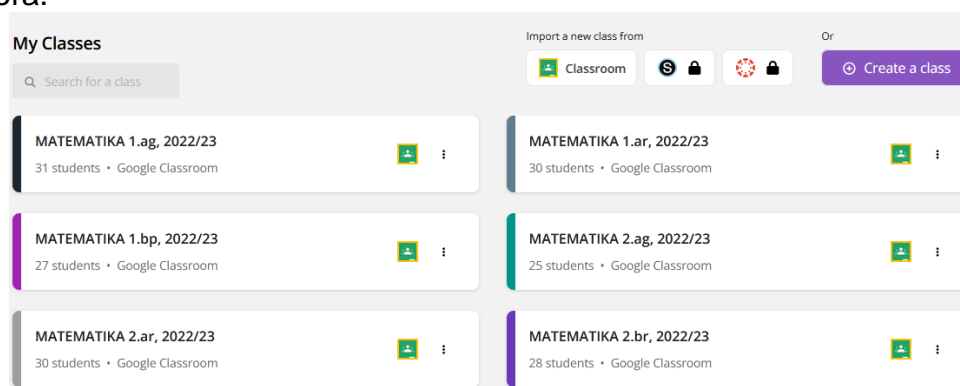 My Classes
Search for a class
Import a new class from
Classroom
Or
Create a class
MATEMATIKA 1.ag, 2022/23
31 students • Google Classroom
MATEMATIKA 1.ar, 2022/23
30 students • Google Classroom
MATEMATIKA 1.bp, 2022/23
27 students • Google Classroom
MATEMATIKA 2.ag, 2022/23
25 students • Google Classroom
MATEMATIKA 2.ar, 2022/23
30 students • Google Classroom
MATEMATIKA 2.br, 2022/23
28 students • Google Classroom